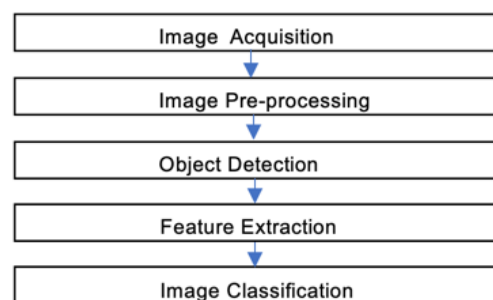 Image Acquisition
Image Pre-processing
Object Detection
Feature Extraction
Image Classification